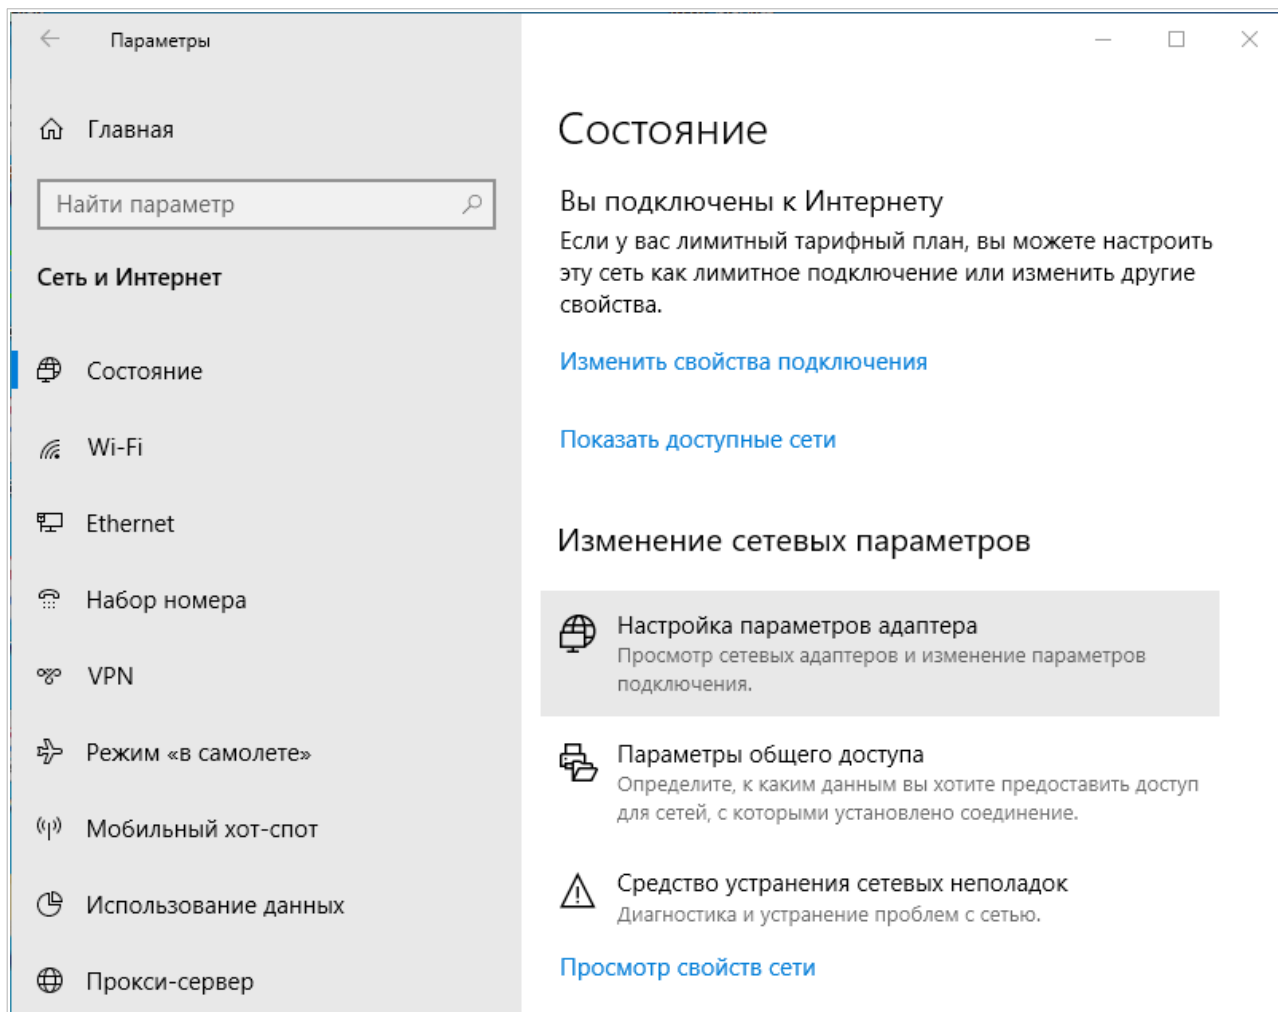 Параметры
Главная
Найти параметр
Сеть и Интернет
Состояние
Wi-Fi
Ethernet
Набор номера
VPN
Режим «в самолете»
Мобильный хот-спот
Использование данных
Прокси-сервер
Состояние
Вы подключены к Интернету
Если у вас лимитный тарифный план, вы можете настроить
эту сеть как лимитное подключение или изменить другие
свойства.
Изменить свойства подключения
Показать доступные сети
Изменение сетевых параметров
Настройка параметров адаптера
Просмотр сетевых адаптеров и изменение параметров
подключения.
Параметры общего доступа
Определите, к каким данным вы хотите предоставить доступ
для сетей, с которыми установлено соединение.
Средство устранения сетевых неполадок
Диагностика и устранение проблем с сетью.
Просмотр свойств сети